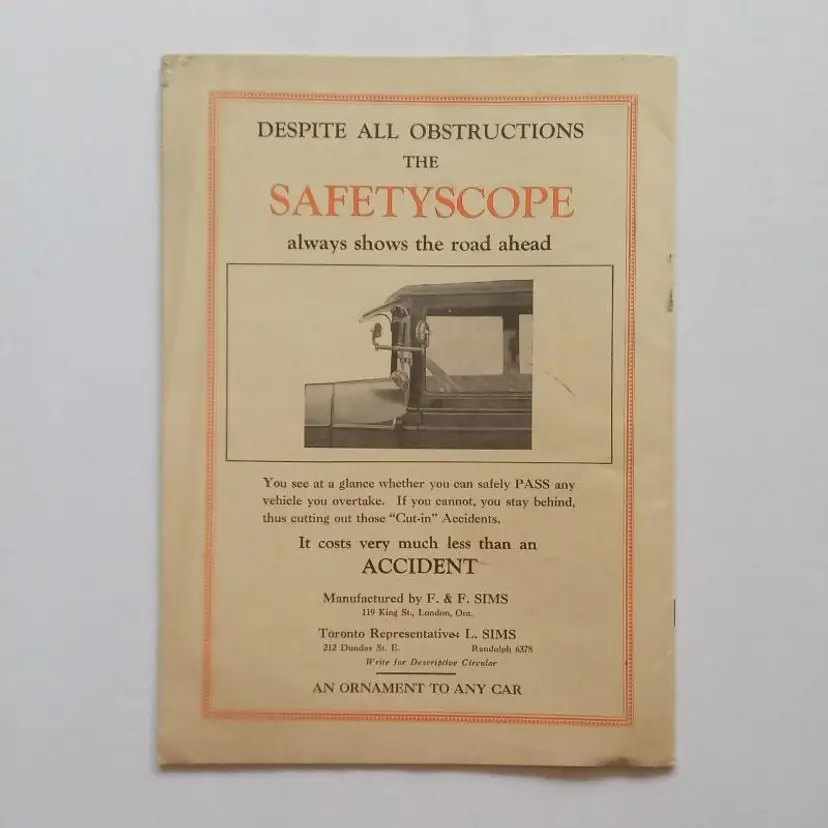 DESPITE ALL OBSTRUCTIONS
THE
SAFETYSCOPE
always shows the road ahead
You see at a glance whether you can safely PASS any
vehicle you overtake. If you cannot, you stay behind,
thus cutting out those "Cut-in" Accidents.
It costs very much less than an
ACCIDENT
Manufactured by F. & F. SIMS
119 King St., London, Ont.
Toronto Representative: L. SIMS
212 Dundas St. E. Randolph 6378
Write for Descriptive Circular
AN ORNAMENT TO ANY CAR